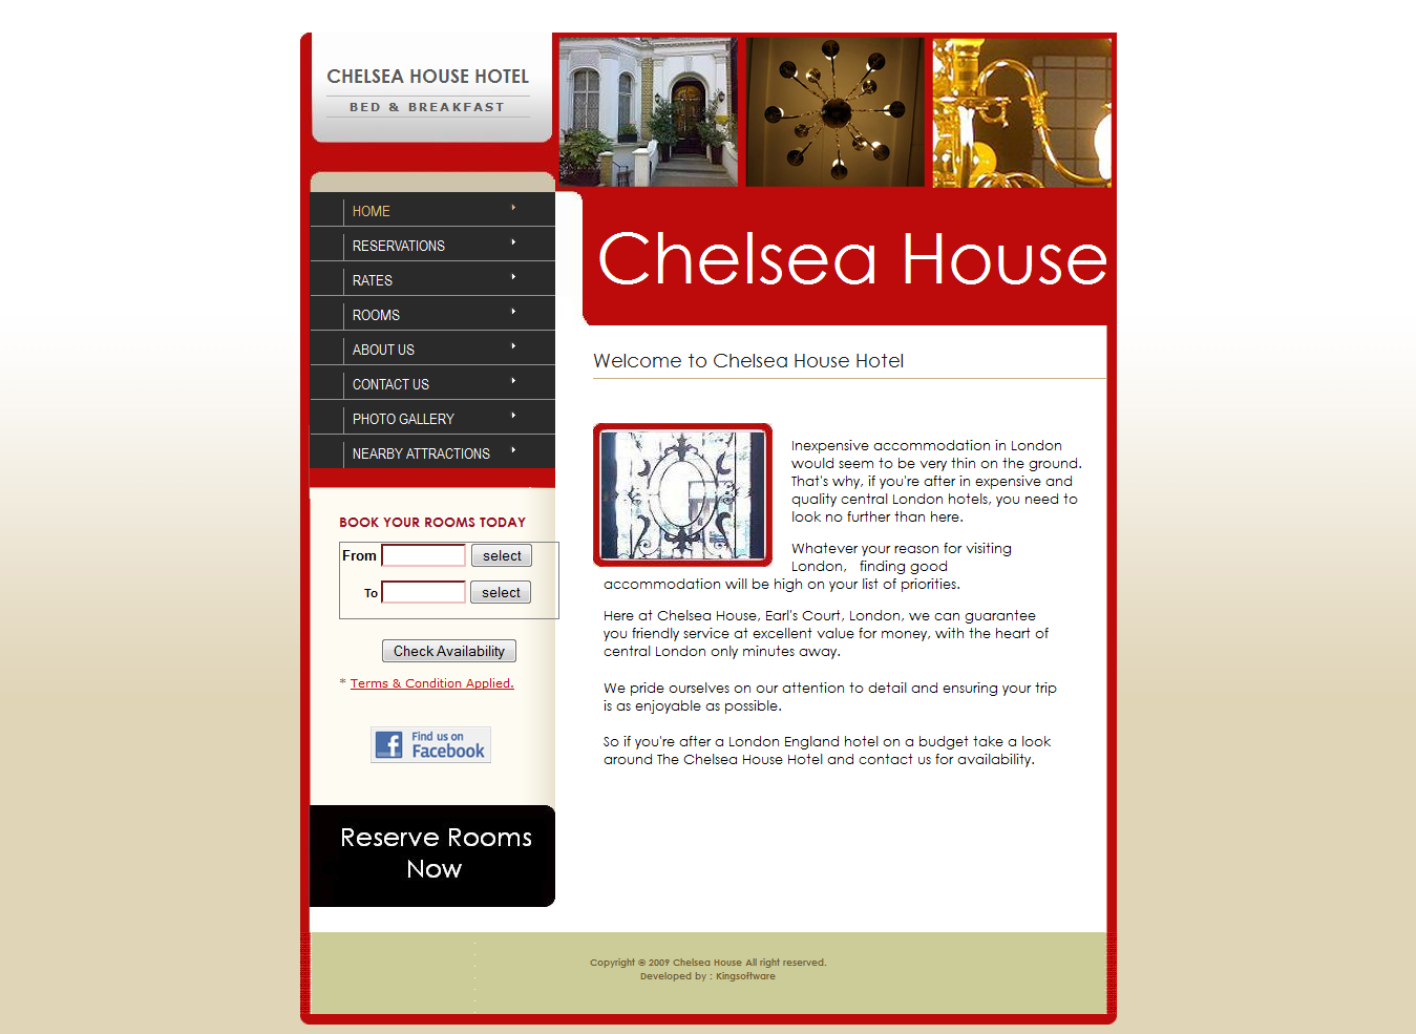 CHELSEA HOUSE HOTEL
BED & BREAKFAST
HOME
RESERVATIONS
RATES
ROOMS
ABOUT US
CONTACT US
PHOTO GALLERY
NEARBY ATTRACTIONS
BOOK YOUR ROOMS TODAY
From select
To select
Check Availability
* Terms & Condition Applied.
Find us on
Facebook
Reserve Rooms
Now
Chelsea House
Welcome to Chelsea House Hotel
Inexpensive accommodation in London
would seem to be very thin on the ground.
That's why, if you're after in expensive and
quality central London hotels, you need to
look no further than here.
Whatever your reason for visiting
London, finding good
accommodation will be high on your list of priorities.
Here at Chelsea House, Earl's Court, London, we can guarantee
you friendly service at excellent value for money, with the heart of
central London only minutes away.
We pride ourselves on our attention to detail and ensuring your trip
is as enjoyable as possible.
So if you're after a London England hotel on a budget take a look
around The Chelsea House Hotel and contact us for availability.
Copyright © 2009 Chelsea House All right reserved.
Developed by : Kingsoftware